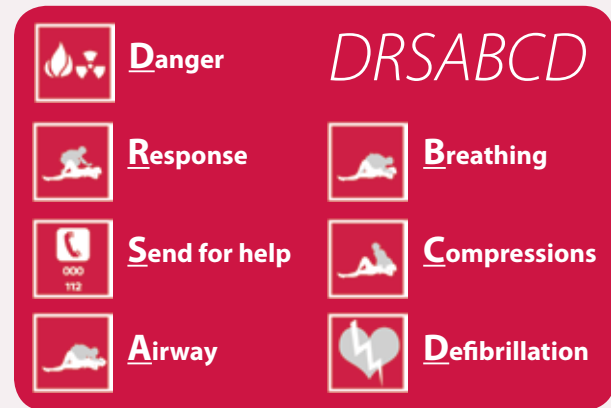 DRSABCD
Danger
Response
Send for help
000
112
Airway
Breathing
Compressions
Defibrillation